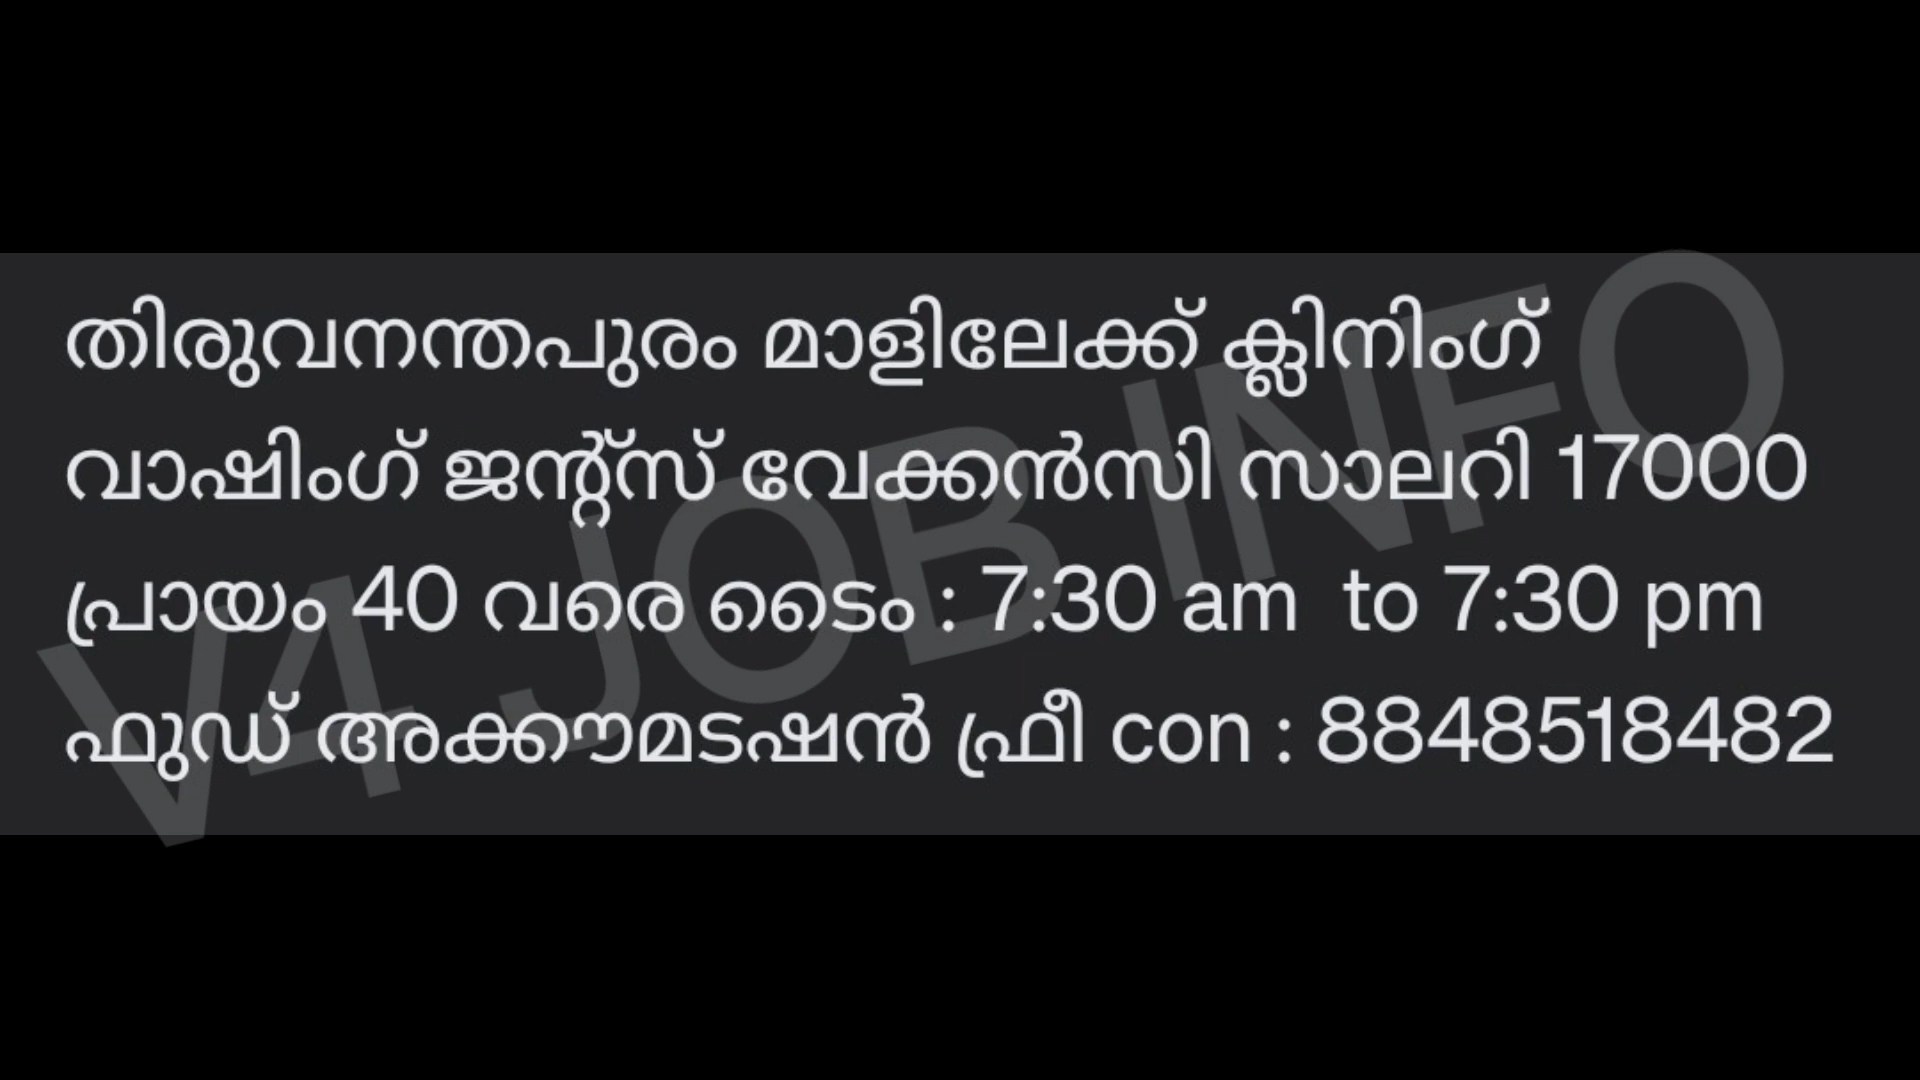 തിരുവനന്തപുരം മാളിലേക്ക് ക്ലിനിംഗ്
വാഷിംഗ് ജന്റ്സ് വേക്കൻസി സാലറി 17000
പ്രായം 40 വരെ ടൈം : 7:30 am to 7:30 pm
ഫുഡ് അക്കൗമടഷൻ ഫ്രീ con : 8848518482
V4 JOB INFO